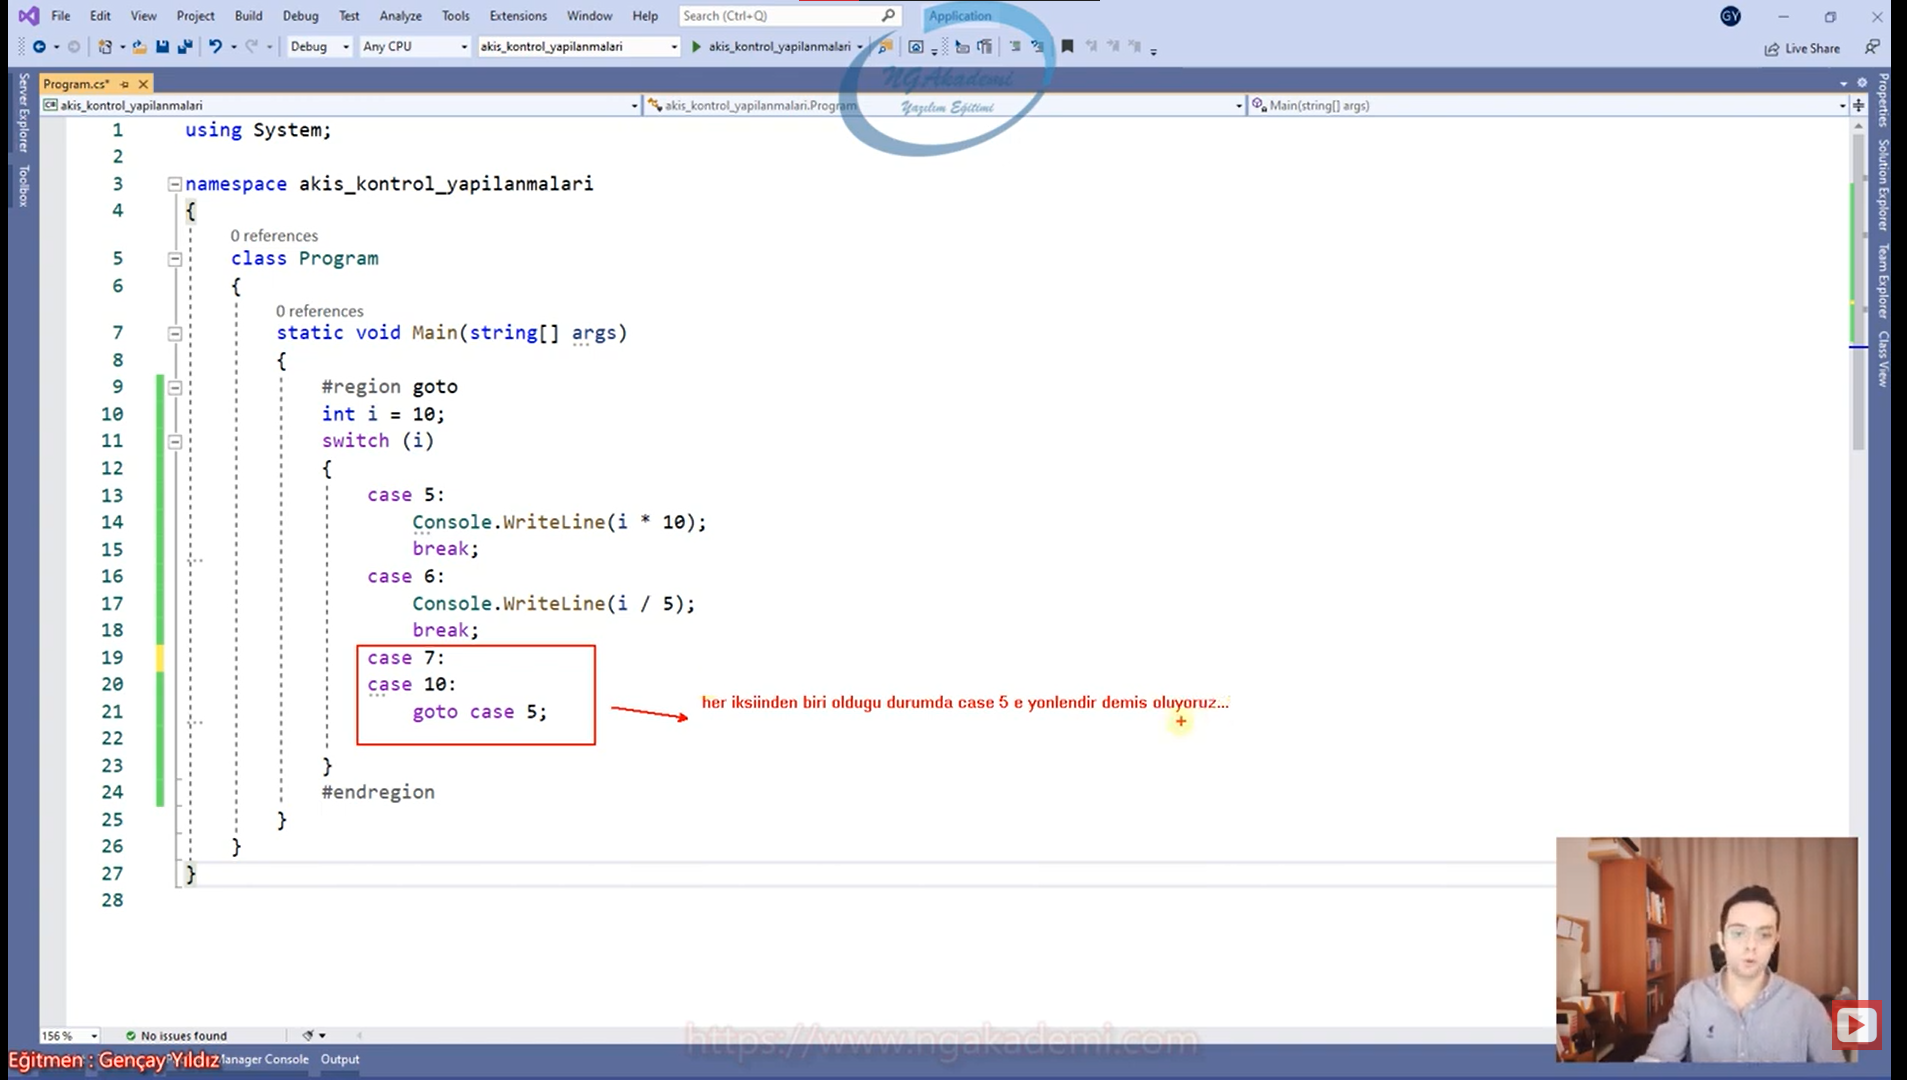 File Edit View Project Build Debug Test Analyze Tools Extensions Window Help Search (Ctrl+Q) Application GY
Debug Any CPU akis_kontrol_yapilanmalari akis_kontrol_yapilanmalari Live Share
NGAkademi
Yazılım Eğitimi
Program.cs*
akis_kontrol_yapilanmalari akis_kontrol_yapilanmalari.Program Main(string[] args)
Server Explorer
Toolbox
Properties
Solution Explorer
Team Explorer
Class View
1 using System;
2
3 namespace akis_kontrol_yapilanmalari
4 {
0 references
5 class Program
6 {
0 references
7 static void Main(string[] args)
8 {
9 #region goto
10 int i = 10;
11 switch (i)
12 {
13 case 5:
14 Console.WriteLine(i * 10);
15 break;
16 case 6:
17 Console.WriteLine(i / 5);
18 break;
19 case 7:
20 case 10:
21 goto case 5;
her iksiinden biri oldugu durumda case 5 e yonlendir demis oluyoruz...
22
23 }
24 #endregion
25 }
26 }
27 }
28
156 % No issues found
https://www.ngakademi.com
Eğitmen : Gençay Yıldız anager Console Output